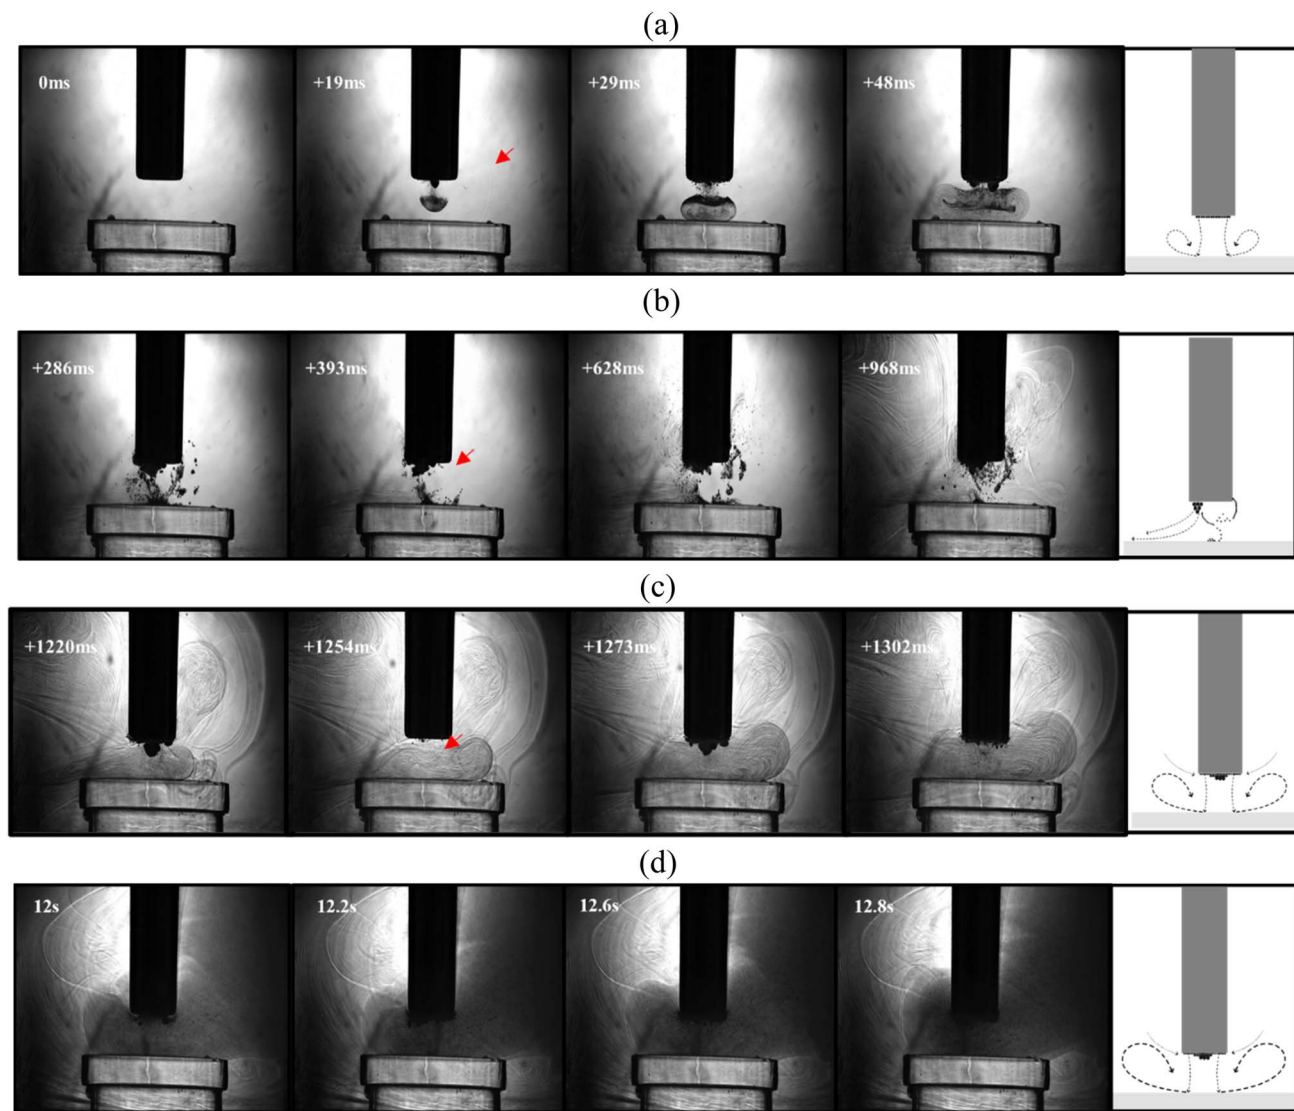 (a)
0ms +19ms +29ms +48ms
(b)
+286ms +393ms +628ms +968ms
(c)
+1220ms +1254ms +1273ms +1302ms
(d)
12s 12.2s 12.6s 12.8s